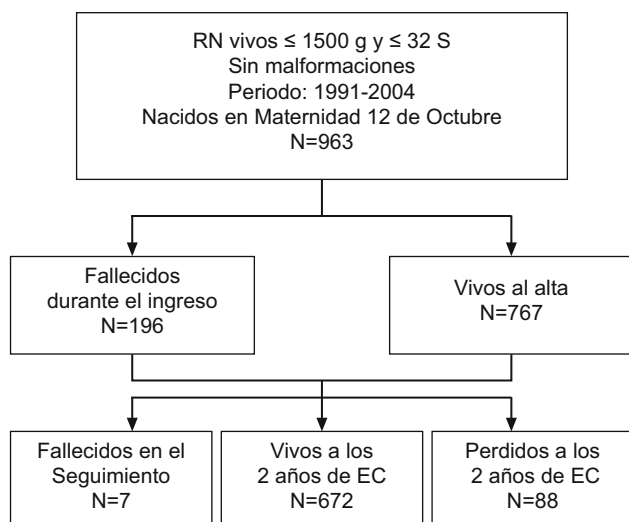 RN vivos ≤ 1500 g y ≤ 32 S
Sin malformaciones
Periodo: 1991-2004
Nacidos en Maternidad 12 de Octubre
N=963
Fallecidos
durante el ingreso
N=196
Vivos al alta
N=767
Fallecidos en el
Seguimiento
N=7
Vivos a los
2 años de EC
N=672
Perdidos a los
2 años de EC
N=88